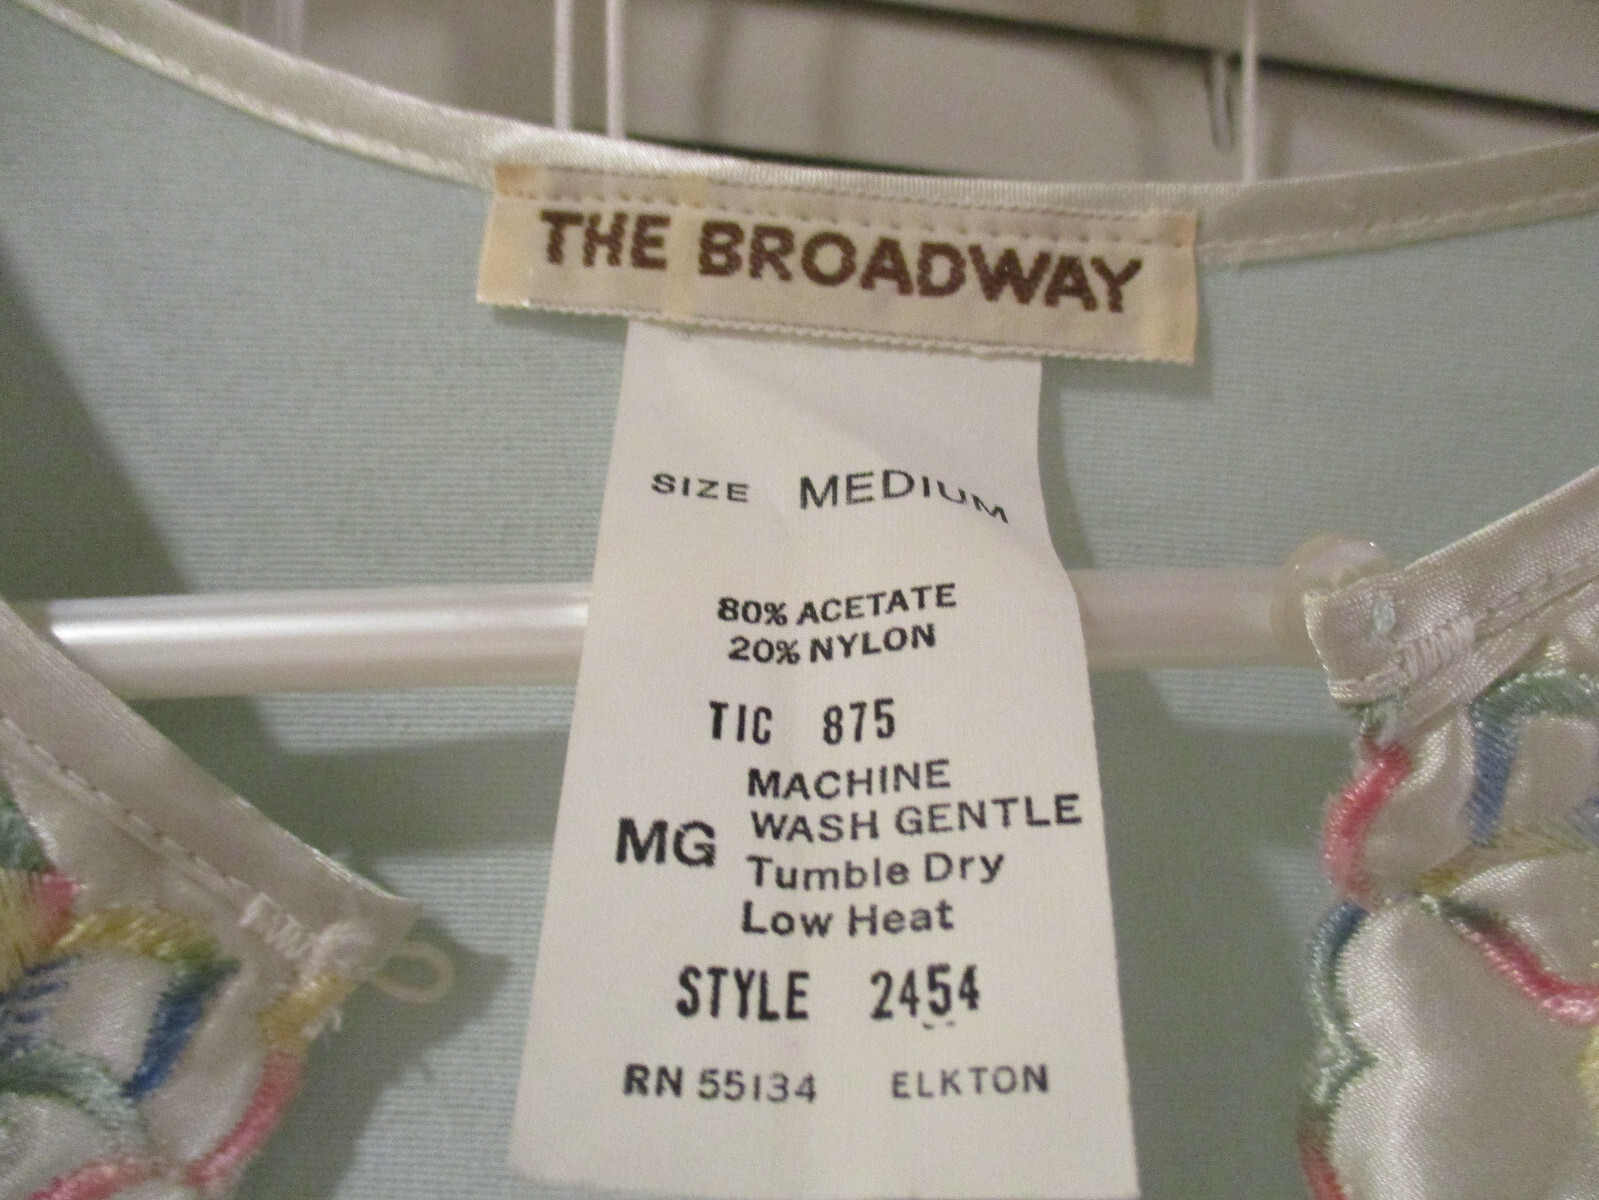 THE BROADWAY
SIZE MEDIUM
80% ACETATE
20% NYLON
TIC 875
MACHINE
MG WASH GENTLE
Tumble Dry
Low Heat
STYLE 2454
RN 55134 ELKTON